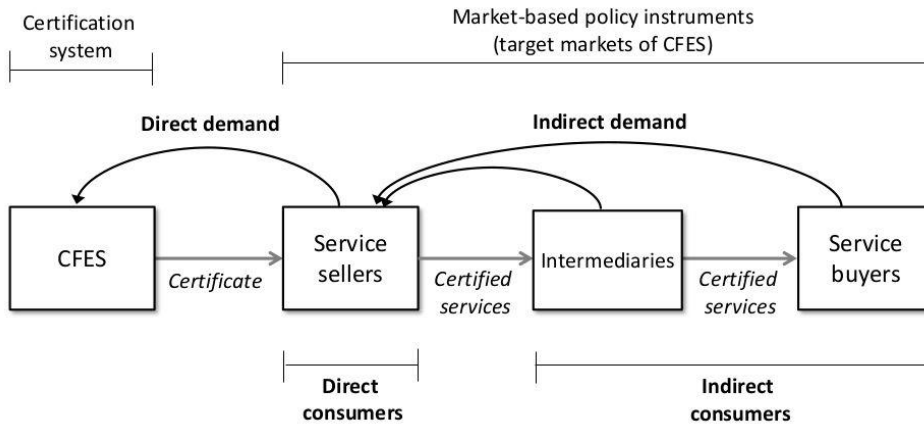 Certification
system
Market-based policy instruments
(target markets of CFES)
Direct demand
Indirect demand
CFES
Certificate
Service
sellers
Certified
services
Intermediaries
Certified
services
Service
buyers
Direct
consumers
Indirect
consumers